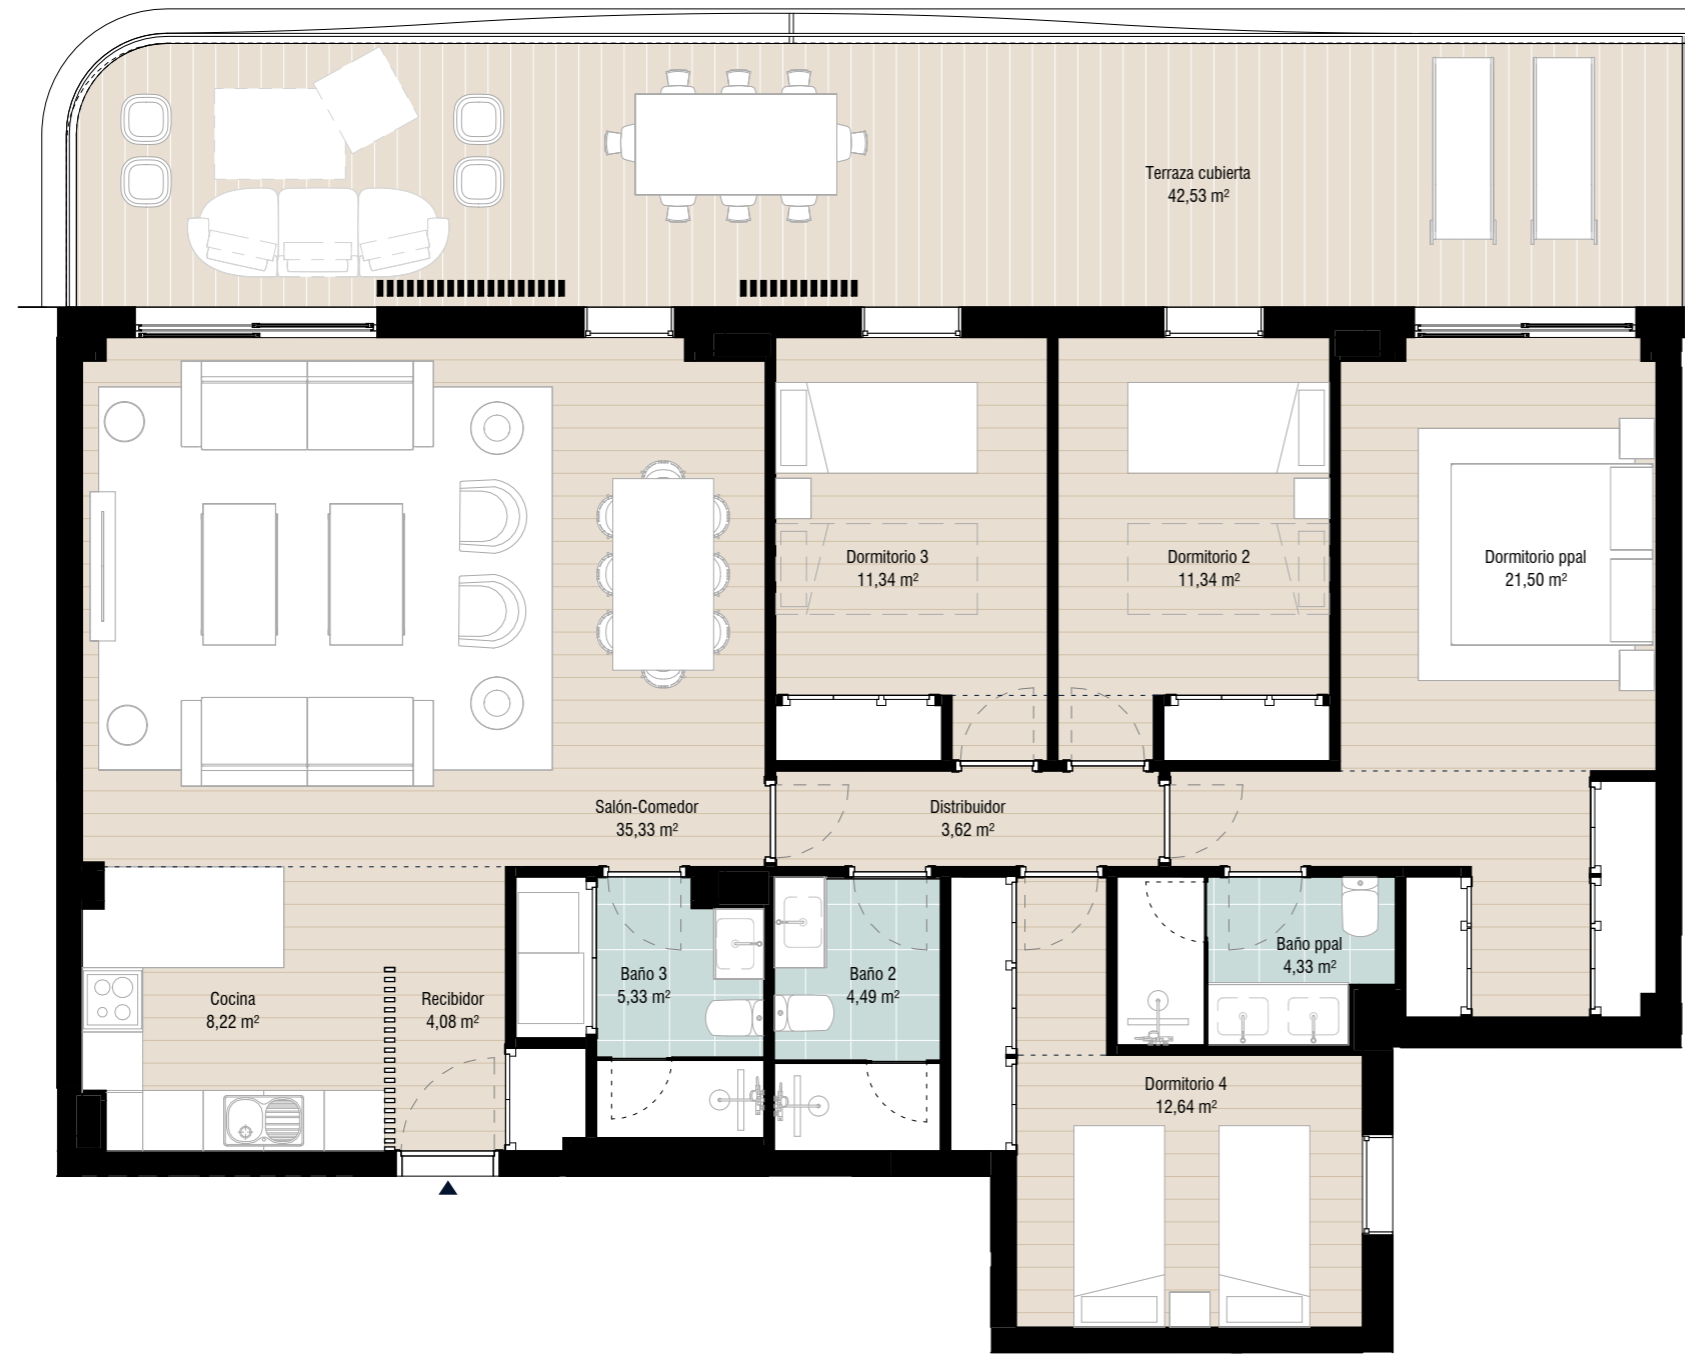 Terraza cubierta
42,53 m²
Dormitorio 3
11,34 m²
Dormitorio 2
11,34 m²
Dormitorio ppal
21,50 m²
Salón-Comedor
35,33 m²
Distribuidor
3,62 m²
Cocina
8,22 m²
Recibidor
4,08 m²
Baño 3
5,33 m²
Baño 2
4,49 m²
Baño ppal
4,33 m²
Dormitorio 4
12,64 m²